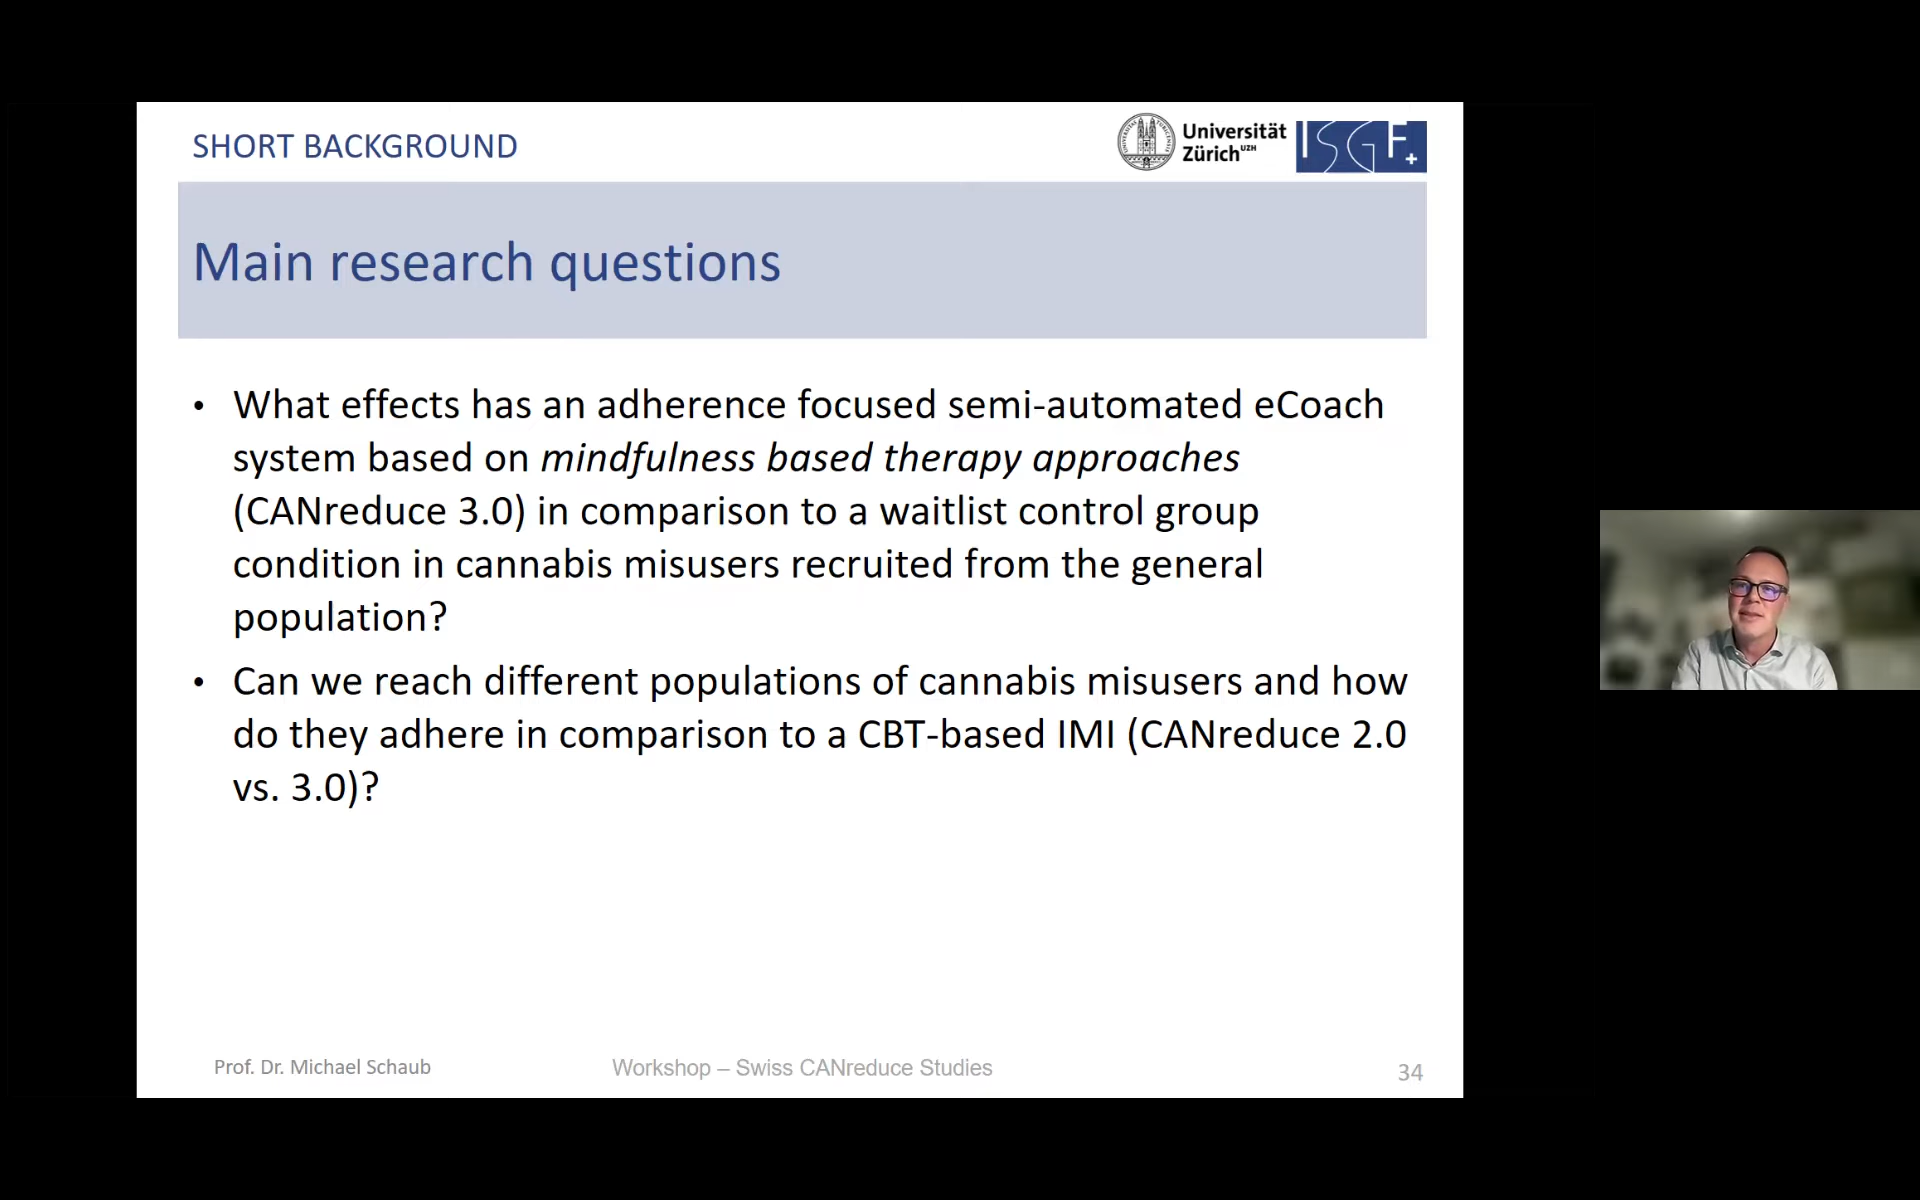 SHORT BACKGROUND
Universität
Zürich UZH
ISGF
Main research questions
• What effects has an adherence focused semi-automated eCoach
system based on mindfulness based therapy approaches
(CANreduce 3.0) in comparison to a waitlist control group
condition in cannabis misusers recruited from the general
population?
• Can we reach different populations of cannabis misusers and how
do they adhere in comparison to a CBT-based IMI (CANreduce 2.0
vs. 3.0)?
Prof. Dr. Michael Schaub
Workshop – Swiss CANreduce Studies
34